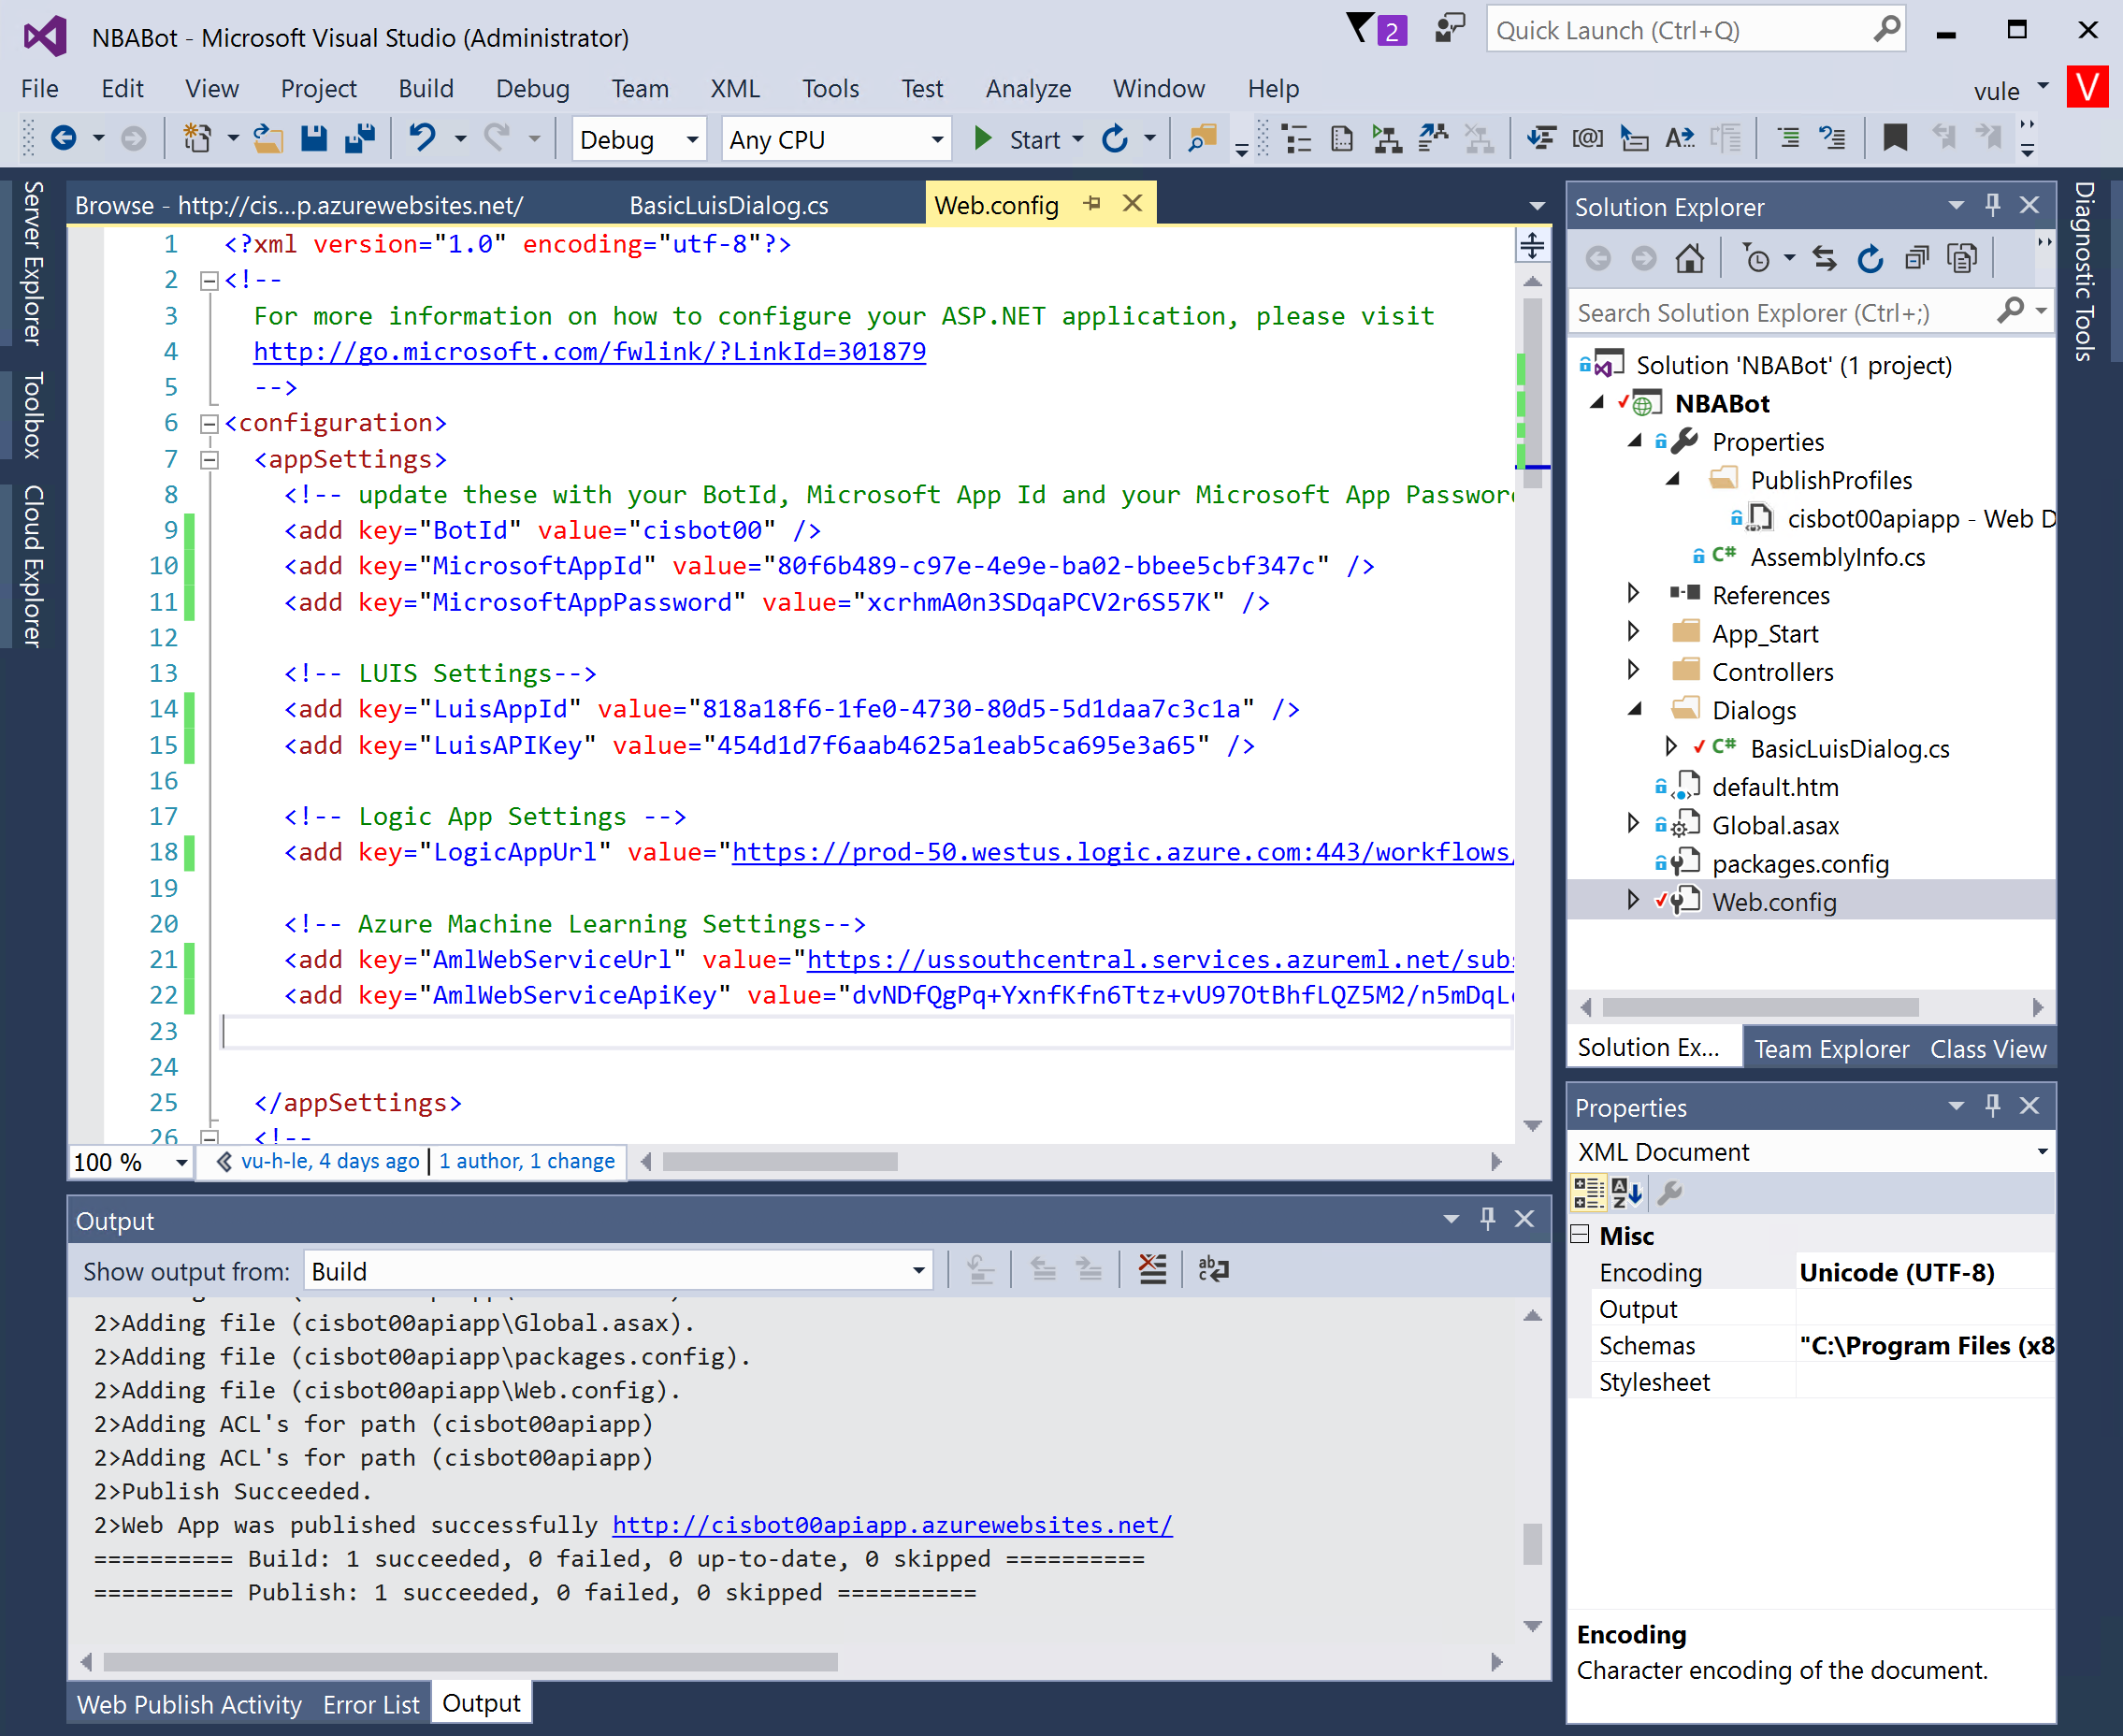 NBABot - Microsoft Visual Studio (Administrator)
2
Quick Launch (Ctrl+Q)
File Edit View Project Build Debug Team XML Tools Test Analyze Window Help
vule
V
Debug
Any CPU
Start
Server Explorer
Toolbox
Cloud Explorer
Browse - http://cis...p.azurewebsites.net/
BasicLuisDialog.cs
Web.config
1 <?xml version="1.0" encoding="utf-8"?>
2 <!--
3 For more information on how to configure your ASP.NET application, please visit
4 http://go.microsoft.com/fwlink/?LinkId=301879
5 -->
6 <configuration>
7 <appSettings>
8 <!-- update these with your BotId, Microsoft App Id and your Microsoft App Password
9 <add key="BotId" value="cisbot00" />
10 <add key="MicrosoftAppId" value="80f6b489-c97e-4e9e-ba02-bbee5cbf347c" />
11 <add key="MicrosoftAppPassword" value="xcrhmA0n3SDqaPCV2r6S57K" />
12
13 <!-- LUIS Settings-->
14 <add key="LuisAppId" value="818a18f6-1fe0-4730-80d5-5d1daa7c3c1a" />
15 <add key="LuisAPIKey" value="454d1d7f6aab4625a1eab5ca695e3a65" />
16
17 <!-- Logic App Settings -->
18 <add key="LogicAppUrl" value="https://prod-50.westus.logic.azure.com:443/workflows/
19
20 <!-- Azure Machine Learning Settings-->
21 <add key="AmlWebServiceUrl" value="https://ussouthcentral.services.azureml.net/subs
22 <add key="AmlWebServiceApiKey" value="dvNDfQgPq+YxnfKfn6Ttz+vU97OtBhfLQZ5M2/n5mDqL
23
24
25 </appSettings>
26 <!--
100 %
vu-h-le, 4 days ago | 1 author, 1 change
Output
Show output from: Build
2>Adding file (cisbot00apiapp\Global.asax).
2>Adding file (cisbot00apiapp\packages.config).
2>Adding file (cisbot00apiapp\Web.config).
2>Adding ACL's for path (cisbot00apiapp)
2>Adding ACL's for path (cisbot00apiapp)
2>Publish Succeeded.
2>Web App was published successfully http://cisbot00apiapp.azurewebsites.net/
========== Build: 1 succeeded, 0 failed, 0 up-to-date, 0 skipped ==========
========== Publish: 1 succeeded, 0 failed, 0 skipped ==========
Web Publish Activity Error List Output
Solution Explorer
Search Solution Explorer (Ctrl+;)
Solution 'NBABot' (1 project)
NBABot
Properties
PublishProfiles
cisbot00apiapp - Web D
C# AssemblyInfo.cs
References
App_Start
Controllers
Dialogs
C# BasicLuisDialog.cs
default.htm
Global.asax
packages.config
Web.config
Solution Ex... Team Explorer Class View
Properties
XML Document
Misc
Encoding Unicode (UTF-8)
Output
Schemas "C:\Program Files (x8
Stylesheet
Encoding
Character encoding of the document.
Diagnostic Tools